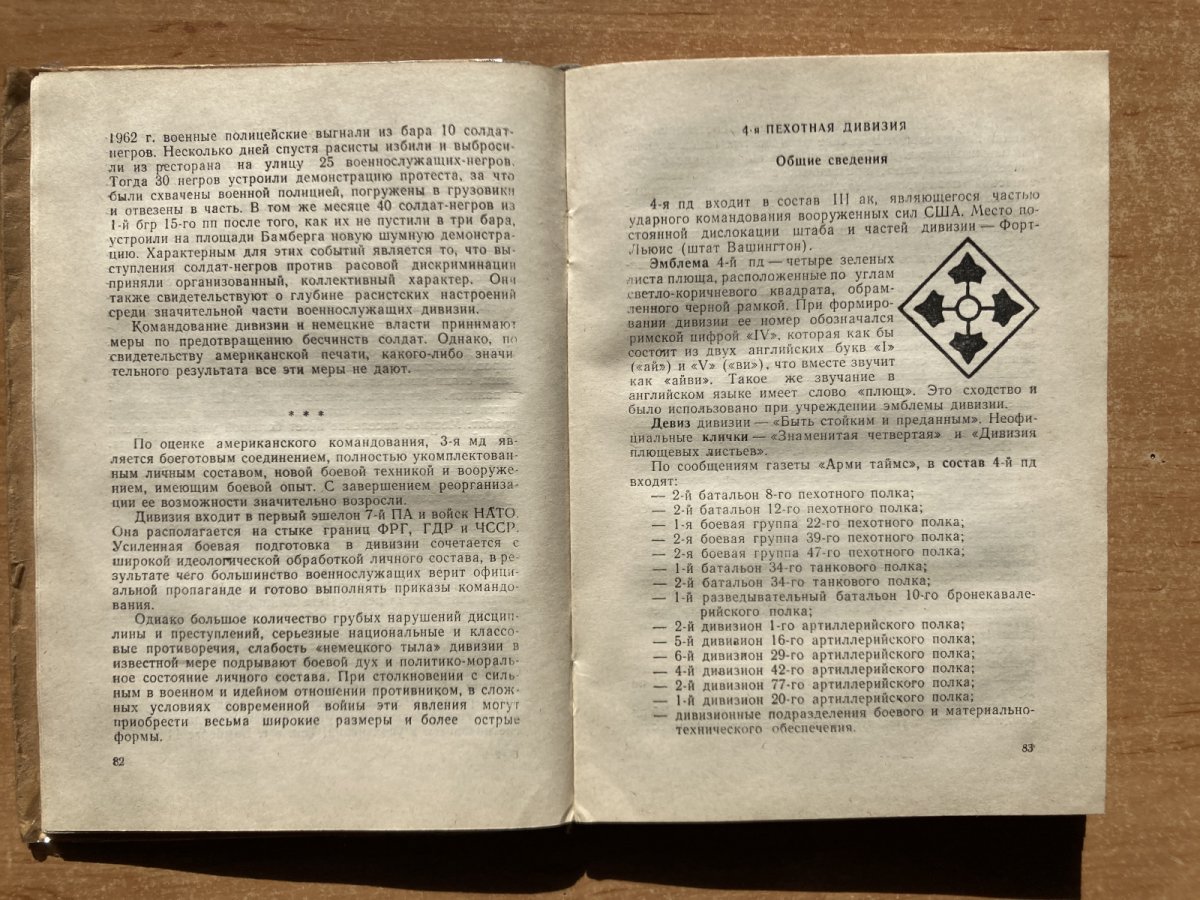 1962 г. военные полицейские выгнали из бара 10 солдат-
негров. Несколько дней спустя расисты избили и выброси-
ли из ресторана на улицу 25 военнослужащих-негров.
Тогда 30 негров устроили демонстрацию протеста, за что
были схвачены военной полицией, погружены в грузовики
и отвезены в часть. В том же месяце 40 солдат-негров из
1-й бгр 15-го пп после того, как их не пустили в три бара,
устроили на площади Бамберга новую шумную демонстра-
цию. Характерным для этих событий является то, что вы-
ступления солдат-негров против расовой дискриминации
приняли организованный, коллективный характер. Они
также свидетельствуют о глубине расистских настроений
среди значительной части военнослужащих дивизии.
Командование дивизии и немецкие власти принимают
меры по предотвращению бесчинств солдат. Однако, по
свидетельству американской печати, какого-либо значи
тельного результата все эти меры не дают.
* * *
По оценке американского командования, 3-я мд яв-
ляется боеготовым соединением, полностью укомплектован-
ным личным составом, новой боевой техникой и вооруже-
нием, имеющим боевой опыт. С завершением реорганиза-
ции ее возможности значительно возросли.
Дивизия входит в первый эшелон 7-й ПА и войск НАТО.
Она располагается на стыке границ ФРГ, ГДР и ЧССР.
Усиленная боевая подготовка в дивизии сочетается с
широкой идеологической обработкой личного состава, в ре-
зультате чего большинство военнослужащих верит офици-
альной пропаганде и готово выполнять приказы командо-
вания.
Однако большое количество грубых нарушений дисцип-
лины и преступлений, серьезные национальные и классо-
вые противоречия, слабость «немецкого тыла» дивизии в
известной мере подрывают боевой дух и политико-мораль-
ное состояние личного состава. При столкновении с силь-
ным в военном и идейном отношении противником, в слож-
ных условиях современной войны эти явления могут
приобрести весьма широкие размеры и более острые
формы.
82
4-я ПЕХОТНАЯ ДИВИЗИЯ
Общие сведения
4-я пд входит в состав III ак, являющегося частью
ударного командования вооруженных сил США. Место по-
стоянной дислокации штаба и частей дивизии — Форт-
Льюис (штат Вашингтон).
Эмблема 4-й пд — четыре зеленых
листа плюща, расположенные по углам
светло-коричневого квадрата, обрам-
ленного черной рамкой. При формиро-
вании дивизии ее номер обозначался
римской цифрой «IV», которая как бы
состоит из двух английских букв «I»
(«ай») и «V» («ви»), что вместе звучит
как «айви». Такое же звучание в
английском языке имеет слово «плющ». Это сходство и
было использовано при учреждении эмблемы дивизии.
Девиз дивизии — «Быть стойким и преданным». Неофи-
циальные клички — «Знаменитая четвертая» и «Дивизия
плющевых листьев».
По сообщениям газеты «Арми таймс», в состав 4-й пд
входят:
— 2-й батальон 8-го пехотного полка;
— 2-й батальон 12-го пехотного полка;
— 1-я боевая группа 22-го пехотного полка;
— 2-я боевая группа 39-го пехотного полка;
— 2-я боевая группа 47-го пехотного полка;
— 1-й батальон 34-го танкового полка;
— 2-й батальон 34-го танкового полка;
— 1-й разведывательный батальон 10-го бронекавале-
рийского полка;
— 2-й дивизион 1-го артиллерийского полка;
— 5-й дивизион 16-го артиллерийского полка;
— 6-й дивизион 29-го артиллерийского полка;
— 4-й дивизион 42-го артиллерийского полка;
— 2-й дивизион 77-го артиллерийского полка;
— 1-й дивизион 20-го артиллерийского полка;
— дивизионные подразделения боевого и материально-
технического обеспечения.
83